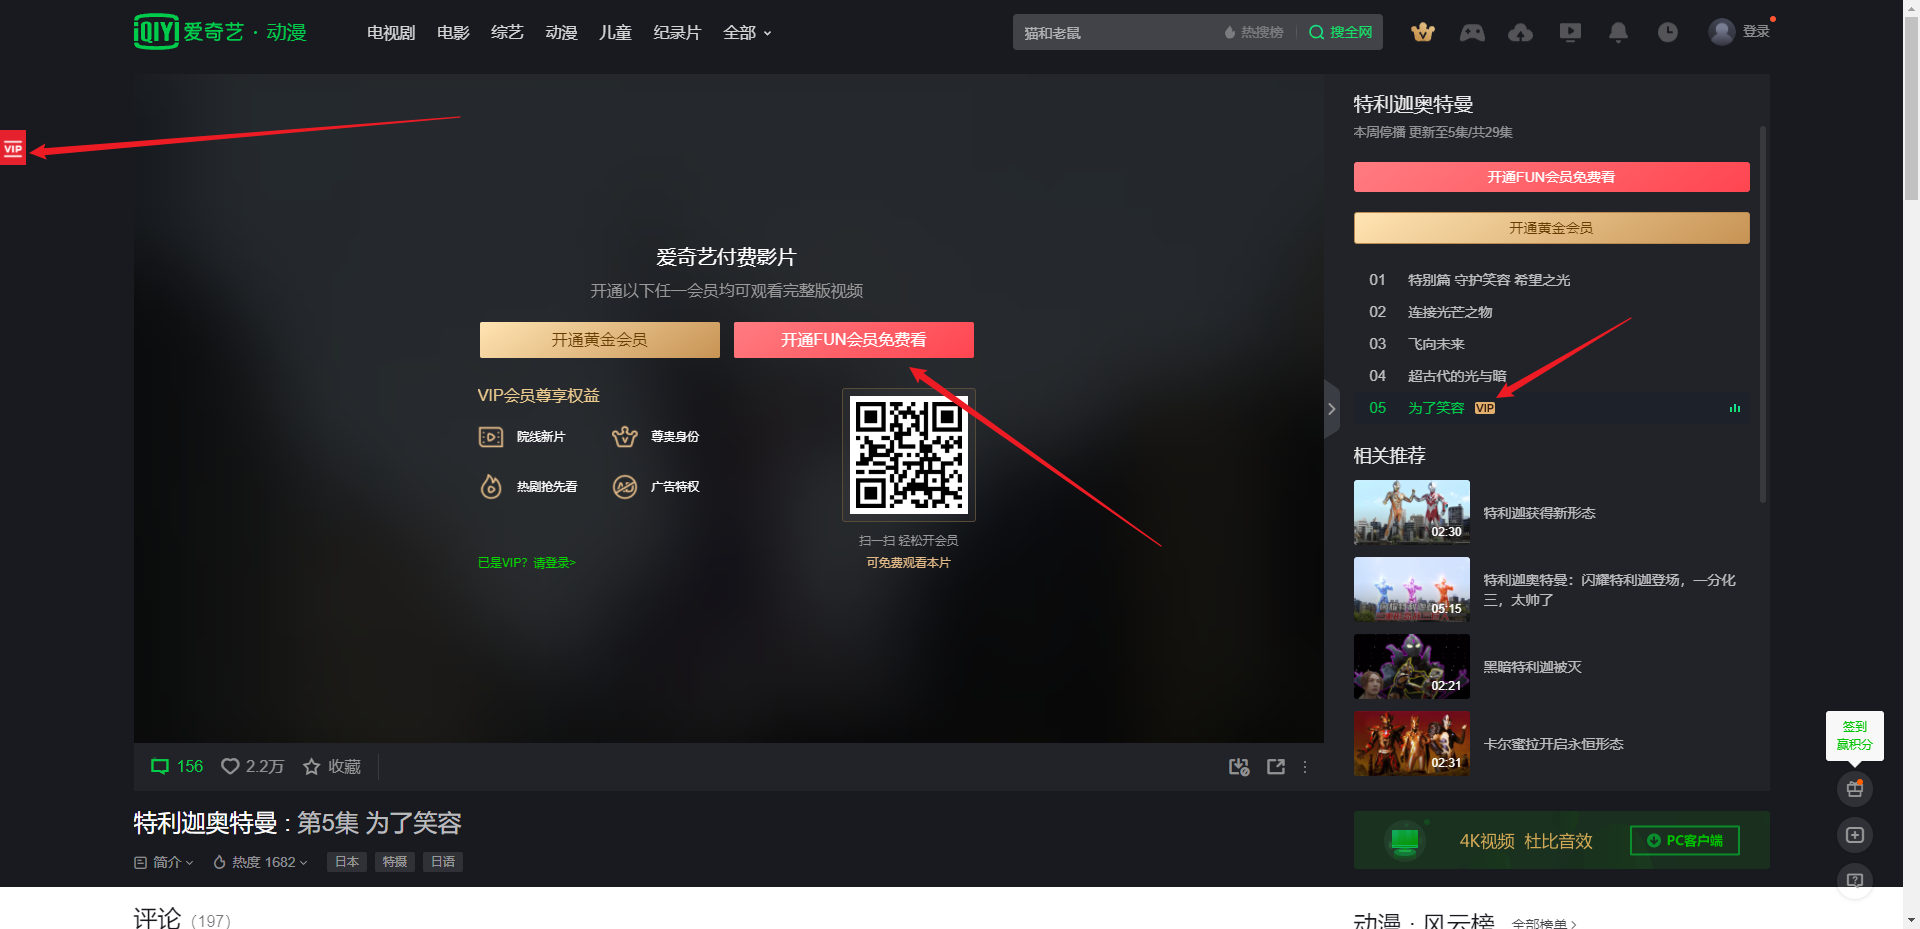 iQIYI 爱奇艺 · 动漫
电视剧 电影 综艺 动漫 儿童 纪录片 全部
猫和老鼠 热搜榜 搜全网
登录
VIP
爱奇艺付费影片
开通以下任一会员均可观看完整版视频
开通黄金会员 开通FUN会员免费看
VIP会员尊享权益
院线新片 尊贵身份
热剧抢先看 广告特权
已是VIP? 请登录>
扫一扫 轻松开会员
可免费观看本片
特利迦奥特曼
本周停播 更新至5集/共29集
开通FUN会员免费看
开通黄金会员
01 特别篇 守护笑容 希望之光
02 连接光芒之物
03 飞向未来
04 超古代的光与暗
05 为了笑容 VIP
相关推荐
02:30 特利迦获得新形态
05:15 特利迦奥特曼：闪耀特利迦登场，一分化
三，太帅了
02:21 黑暗特利迦被灭
02:31 卡尔蜜拉开启永恒形态
156 2.2万 收藏
特利迦奥特曼 : 第5集 为了笑容
简介 热度 1682 日本 特摄 日语
4K视频 杜比音效 PC客户端
签到
赢积分
评论 （197）
动漫 · 风云榜 全部榜单>